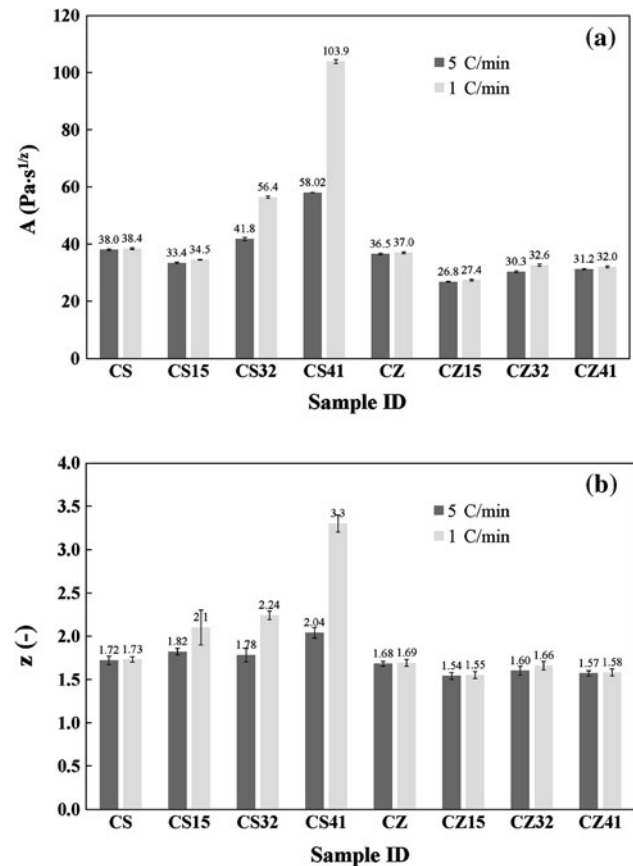 (a)
120
100
80
60
40
20
0
A (Pa·s1/z)
5 C/min
1 C/min
38.0 38.4 33.4 34.5 41.8 56.4 58.02 103.9 36.5 37.0 26.8 27.4 30.3 32.6 31.2 32.0
CS CS15 CS32 CS41 CZ CZ15 CZ32 CZ41
Sample ID
(b)
4.0
3.5
3.0
2.5
2.0
1.5
1.0
0.5
0.0
z (-)
5 C/min
1 C/min
1.72 1.73 1.82 2.1 1.78 2.24 2.04 3.3 1.68 1.69 1.54 1.55 1.60 1.66 1.57 1.58
CS CS15 CS32 CS41 CZ CZ15 CZ32 CZ41
Sample ID